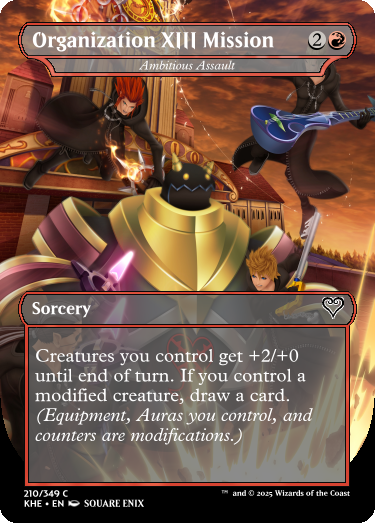 Organization XIII Mission 2
Ambitious Assault
Sorcery
Creatures you control get +2/+0
until end of turn. If you control a
modified creature, draw a card.
(Equipment, Auras you control, and
counters are modifications.)
210/349 C ™ and © 2025 Wizards of the Coast
KHE • EN SQUARE ENIX